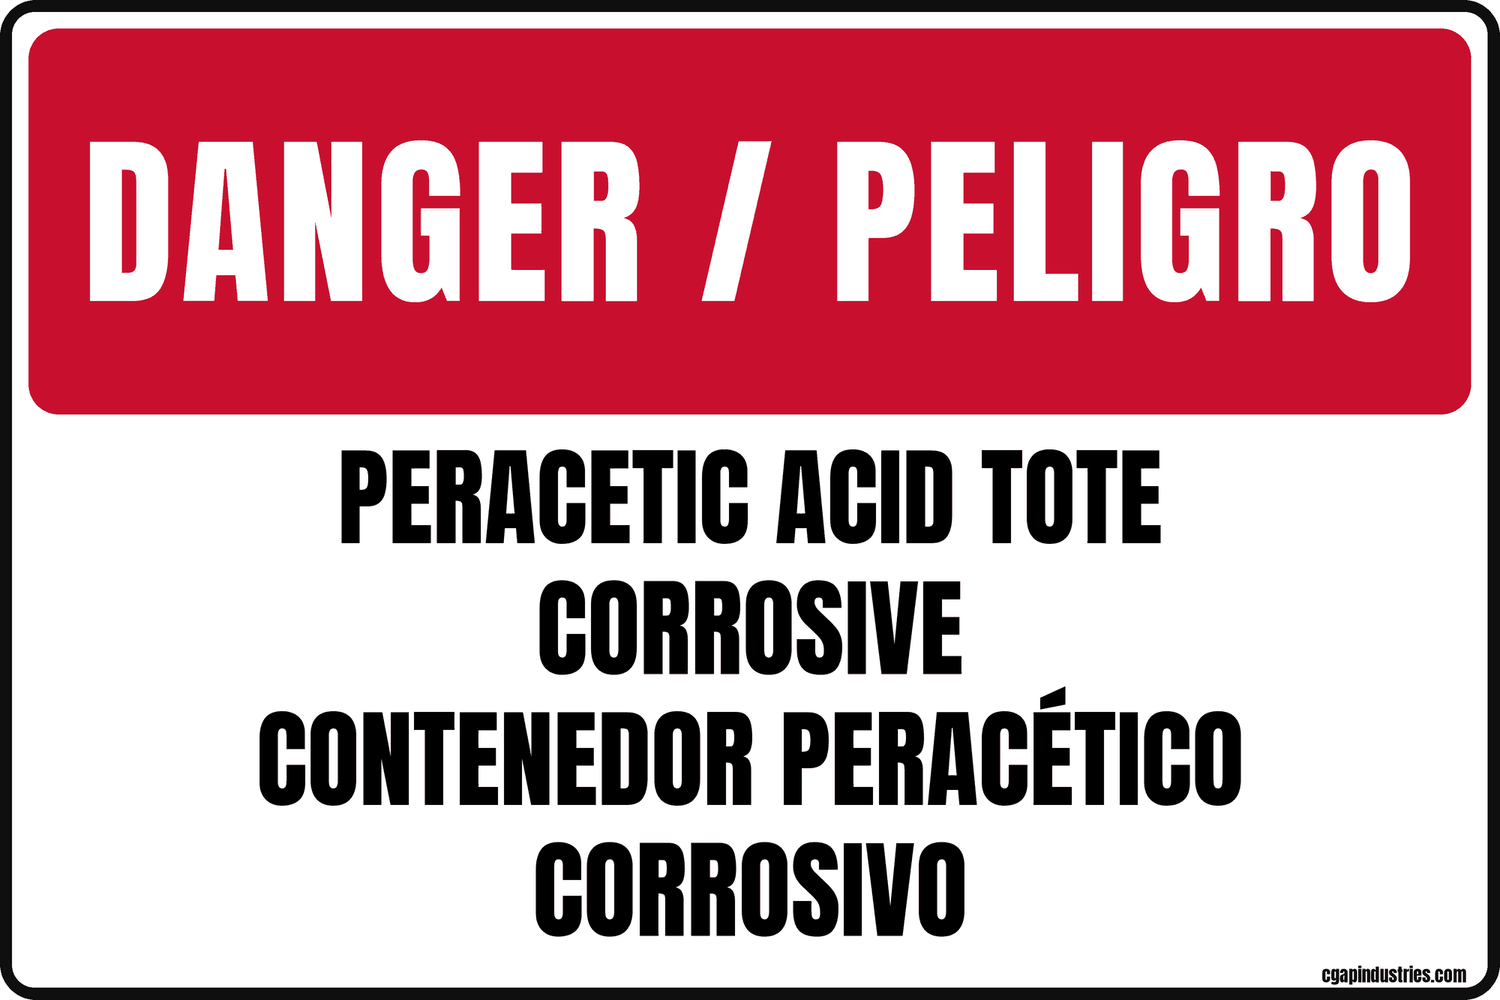 DANGER / PELIGRO
PERACETIC ACID TOTE
CORROSIVE
CONTENEDOR PERACÉTICO
CORROSIVO
cgapindustries.com